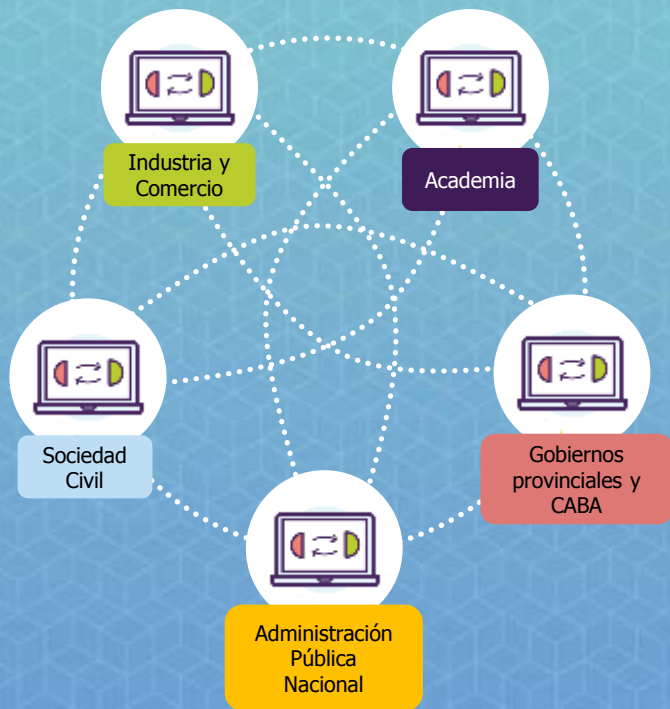 Industria y
Comercio
Academia
Sociedad
Civil
Gobiernos
provinciales y
CABA
Administración
Pública
Nacional